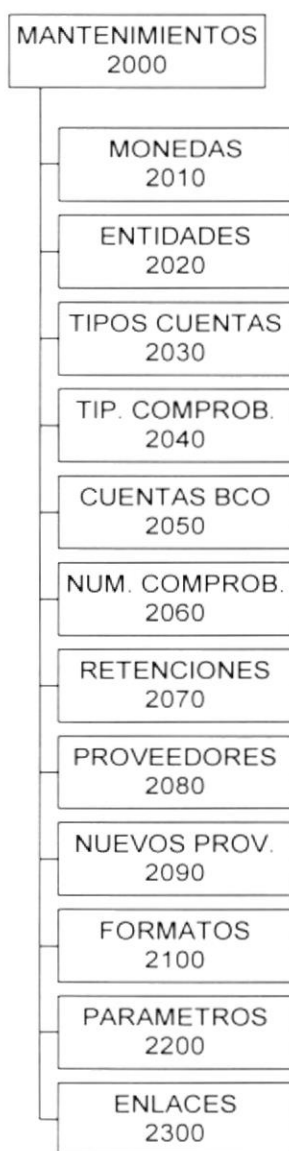 MANTENIMIENTOS
2000
MONEDAS
2010
ENTIDADES
2020
TIPOS CUENTAS
2030
TIP. COMPROB.
2040
CUENTAS BCO
2050
NUM. COMPROB.
2060
RETENCIONES
2070
PROVEEDORES
2080
NUEVOS PROV.
2090
FORMATOS
2100
PARAMETROS
2200
ENLACES
2300